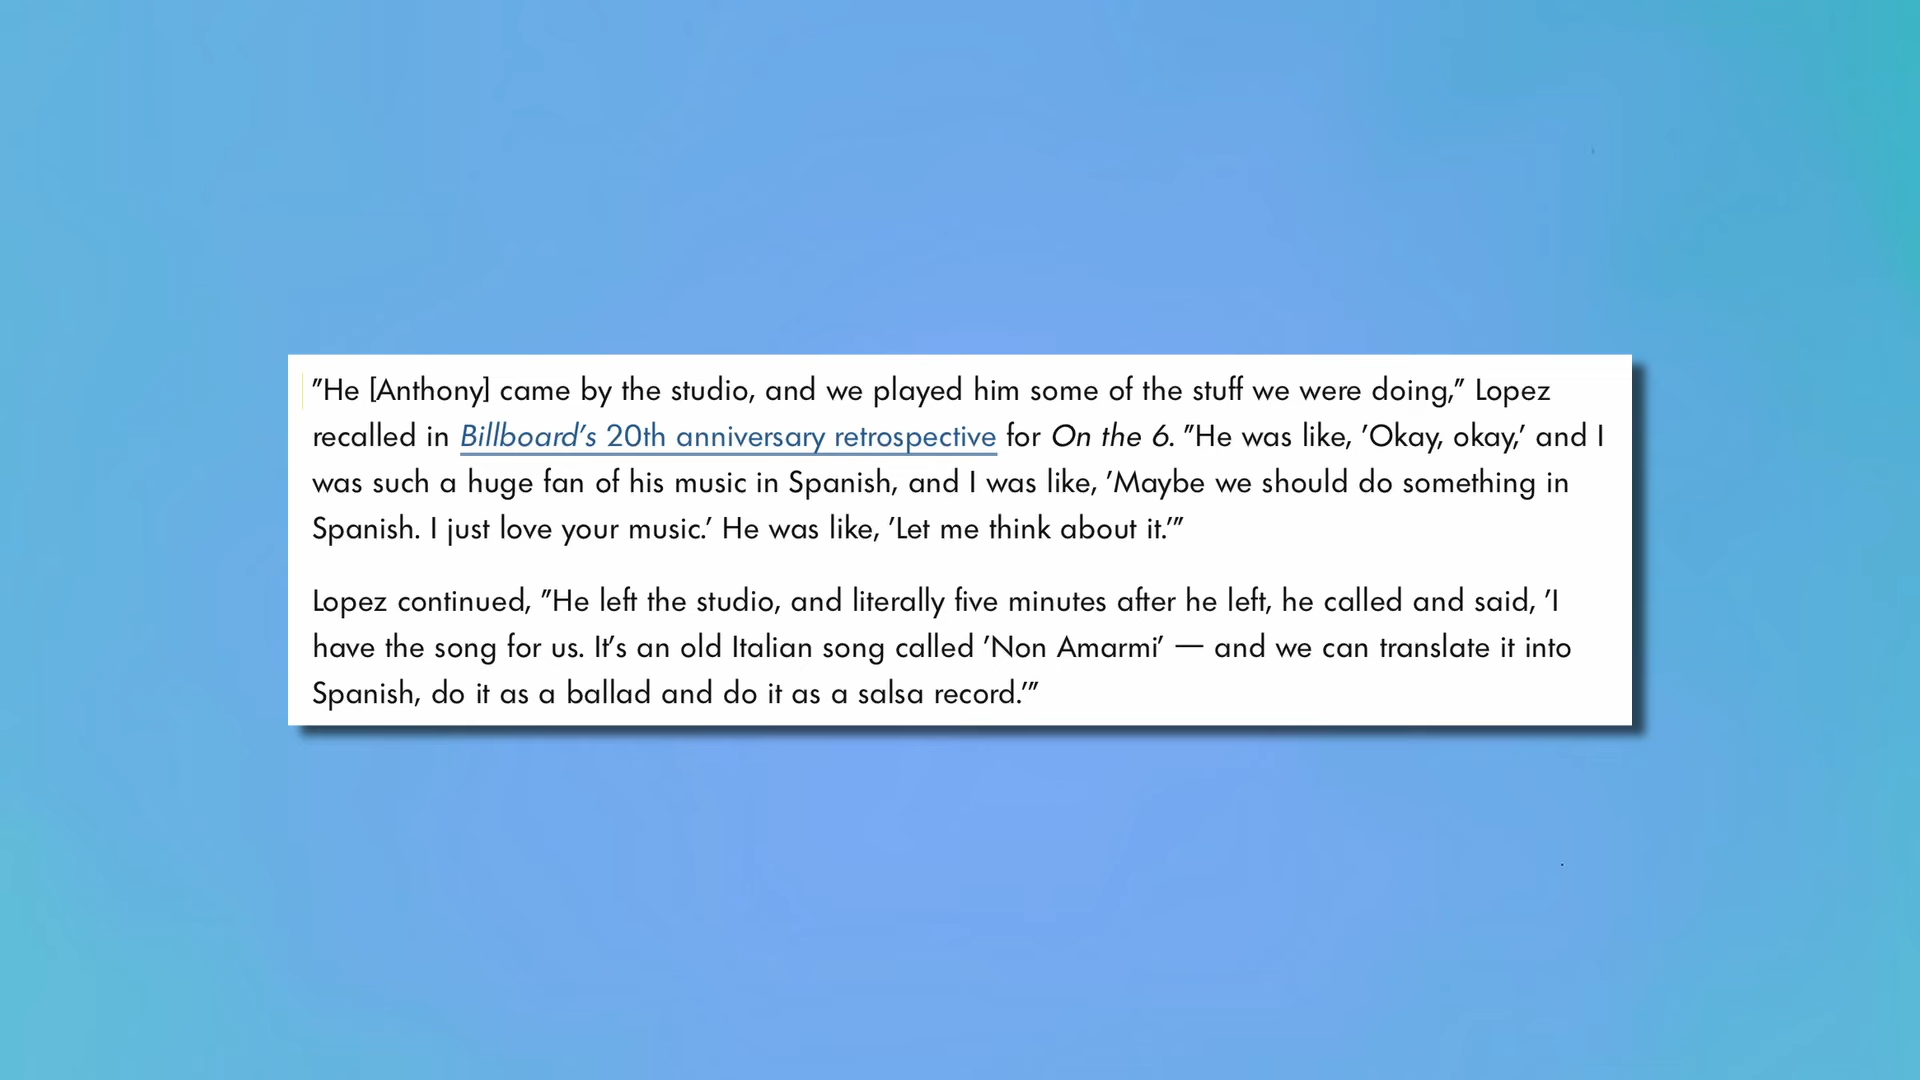 "He [Anthony] came by the studio, and we played him some of the stuff we were doing," Lopez
recalled in Billboard's 20th anniversary retrospective for On the 6. "He was like, 'Okay, okay,' and I
was such a huge fan of his music in Spanish, and I was like, 'Maybe we should do something in
Spanish. I just love your music.' He was like, 'Let me think about it.'"
Lopez continued, "He left the studio, and literally five minutes after he left, he called and said, 'I
have the song for us. It's an old Italian song called 'Non Amarmi' — and we can translate it into
Spanish, do it as a ballad and do it as a salsa record.'"